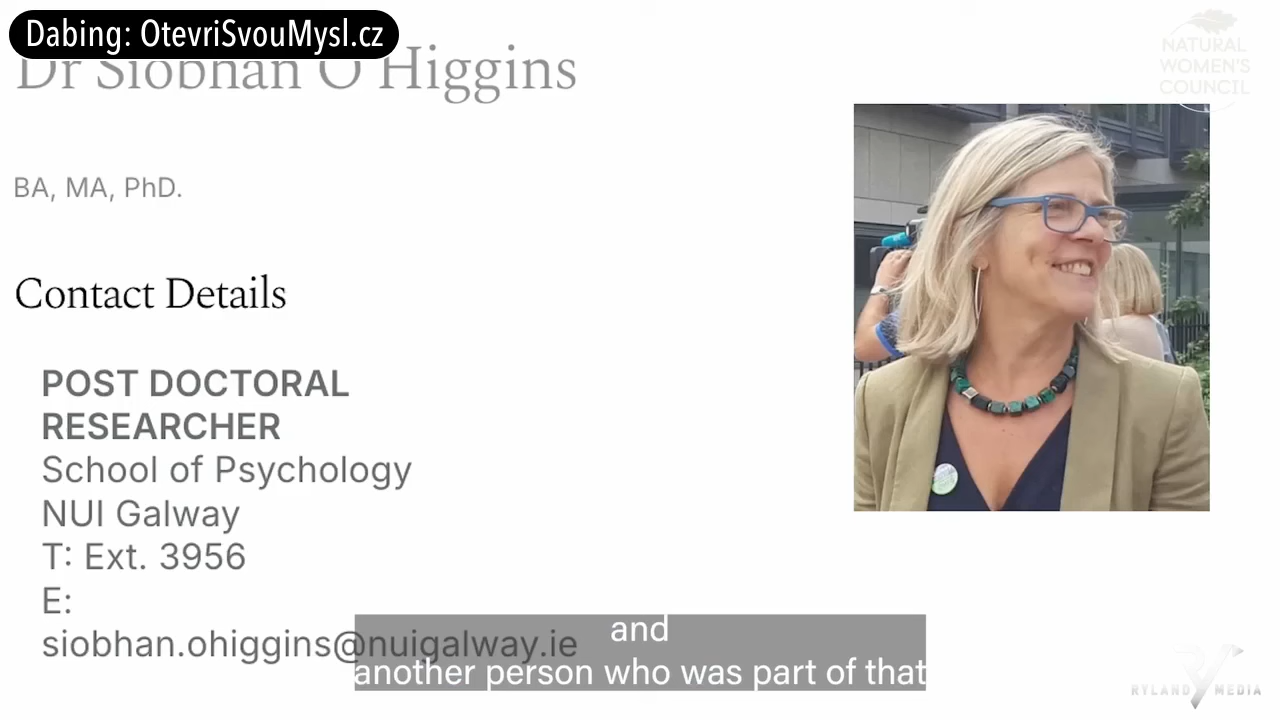 Dabing: OtevriSvouMysl.cz
Dr Siobhan O Higgins
NATURAL
WOMEN'S
COUNCIL
BA, MA, PhD.
Contact Details
POST DOCTORAL
RESEARCHER
School of Psychology
NUI Galway
T: Ext. 3956
E:
siobhan.ohiggins@nuigalway.ie
and
another person who was part of that
RYLAND MEDIA